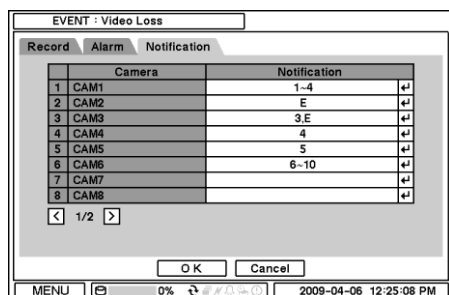 EVENT : Video Loss
Record Alarm Notification
Camera Notification
1 CAM1 1~4
2 CAM2 E
3 CAM3 3,E
4 CAM4 4
5 CAM5 5
6 CAM6 6~10
7 CAM7
8 CAM8
< 1/2 >
OK Cancel
MENU 0% 2009-04-06 12:25:08 PM